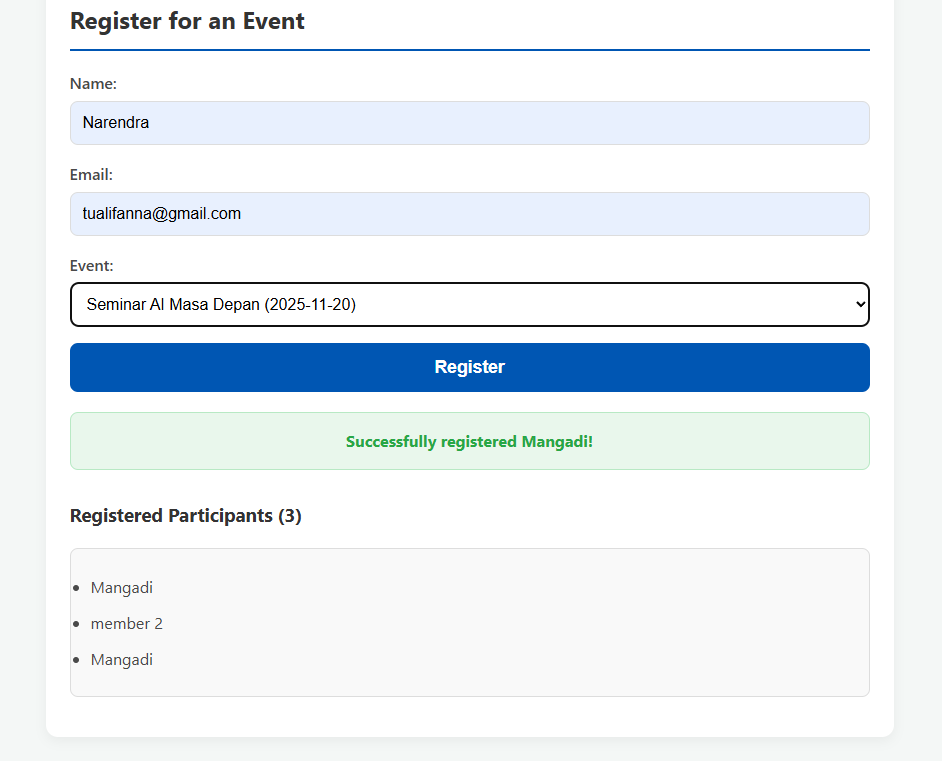 Register for an Event
Name:
Narendra
Email:
tualifanna@gmail.com
Event:
Seminar AI Masa Depan (2025-11-20)
Register
Successfully registered Mangadi!
Registered Participants (3)
Mangadi
member 2
Mangadi